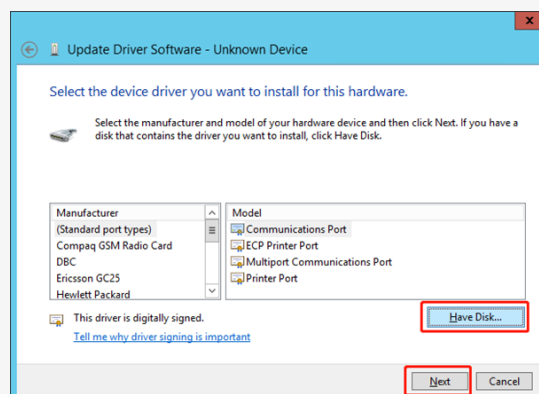 x
Update Driver Software - Unknown Device
Select the device driver you want to install for this hardware.
Select the manufacturer and model of your hardware device and then click Next. If you have a
disk that contains the driver you want to install, click Have Disk.
Manufacturer
(Standard port types)
Compaq GSM Radio Card
DBC
Ericsson GC25
Hewlett Packard
Model
Communications Port
ECP Printer Port
Multiport Communications Port
Printer Port
This driver is digitally signed.
Have Disk...
Tell me why driver signing is important
Next
Cancel